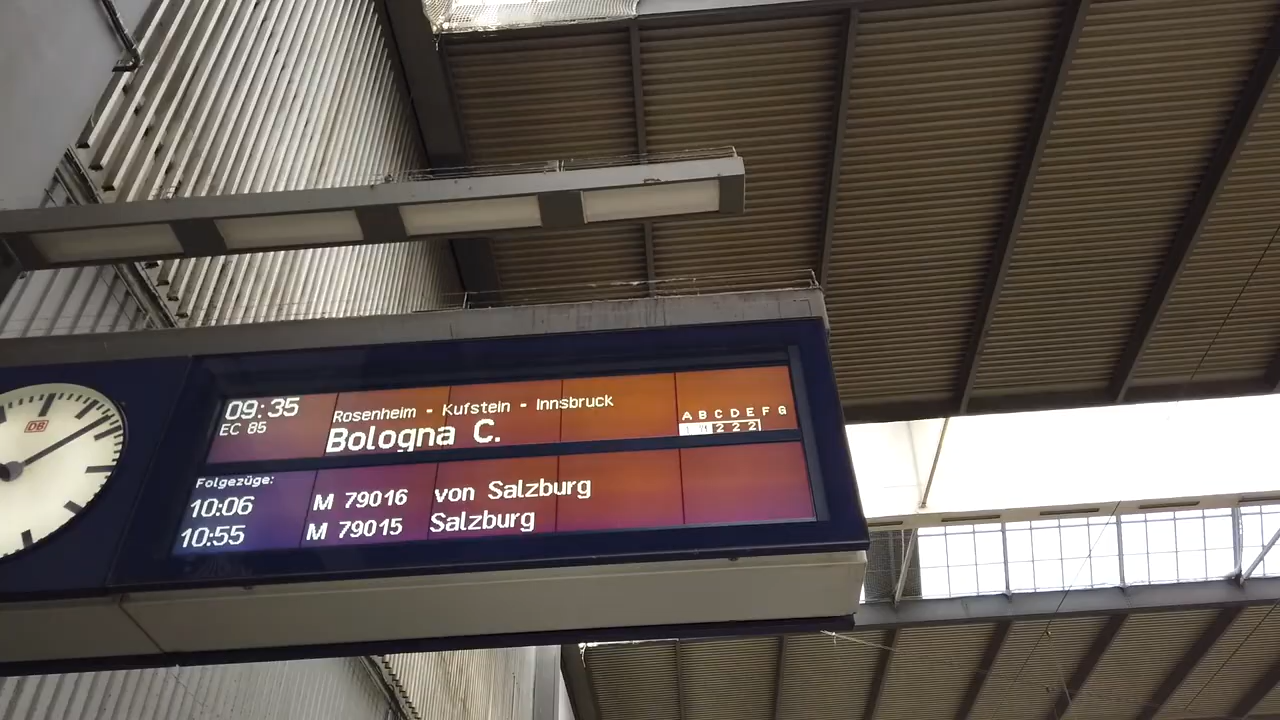 DB
09:35
EC 85
Rosenheim - Kufstein - Innsbruck
Bologna C.
A B C D E F G
1 2 2 2
Folgezüge:
10:06 M 79016 von Salzburg
10:55 M 79015 Salzburg